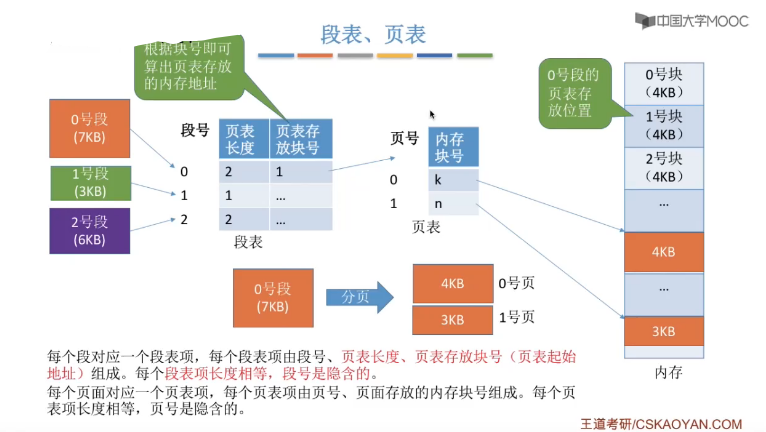 段表、页表
中国大学MOOC
根据块号即可
算出页表存放
的内存地址
0号段
(7KB)
1号段
(3KB)
2号段
(6KB)
段号
页表
长度
页表存
放块号
0
2
1
1
1
...
2
2
...
段表
页号
内存
块号
0
k
1
n
页表
0号段的
页表存
放位置
0号块
(4KB)
1号块
(4KB)
2号块
(4KB)
...
4KB
...
3KB
内存
0号段
(7KB)
分页
4KB
0号页
3KB
1号页
每个段对应一个段表项，每个段表项由段号、页表长度、页表存放块号（页表起始
地址）组成。每个段表项长度相等，段号是隐含的。
每个页面对应一个页表项，每个页表项由页号、页面存放的内存块号组成。每个页
表项长度相等，页号是隐含的。
王道考研/CSKAOYAN.COM